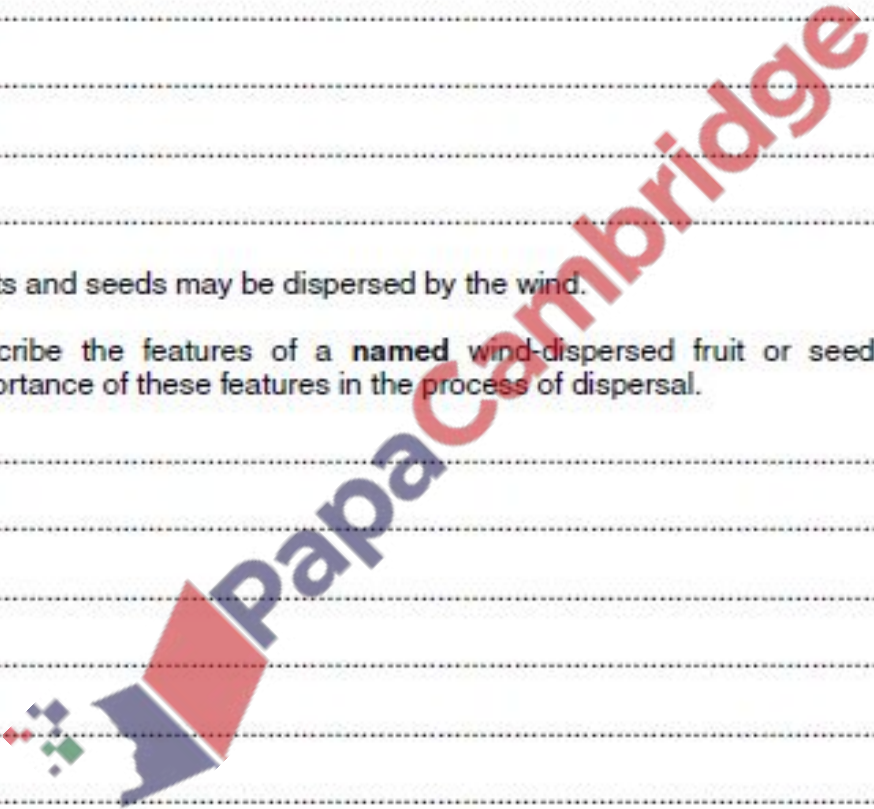 ts and seeds may be dispersed by the wind.
cribe the features of a named wind-dispersed fruit or seed
ortance of these features in the process of dispersal.
PapaCambridge